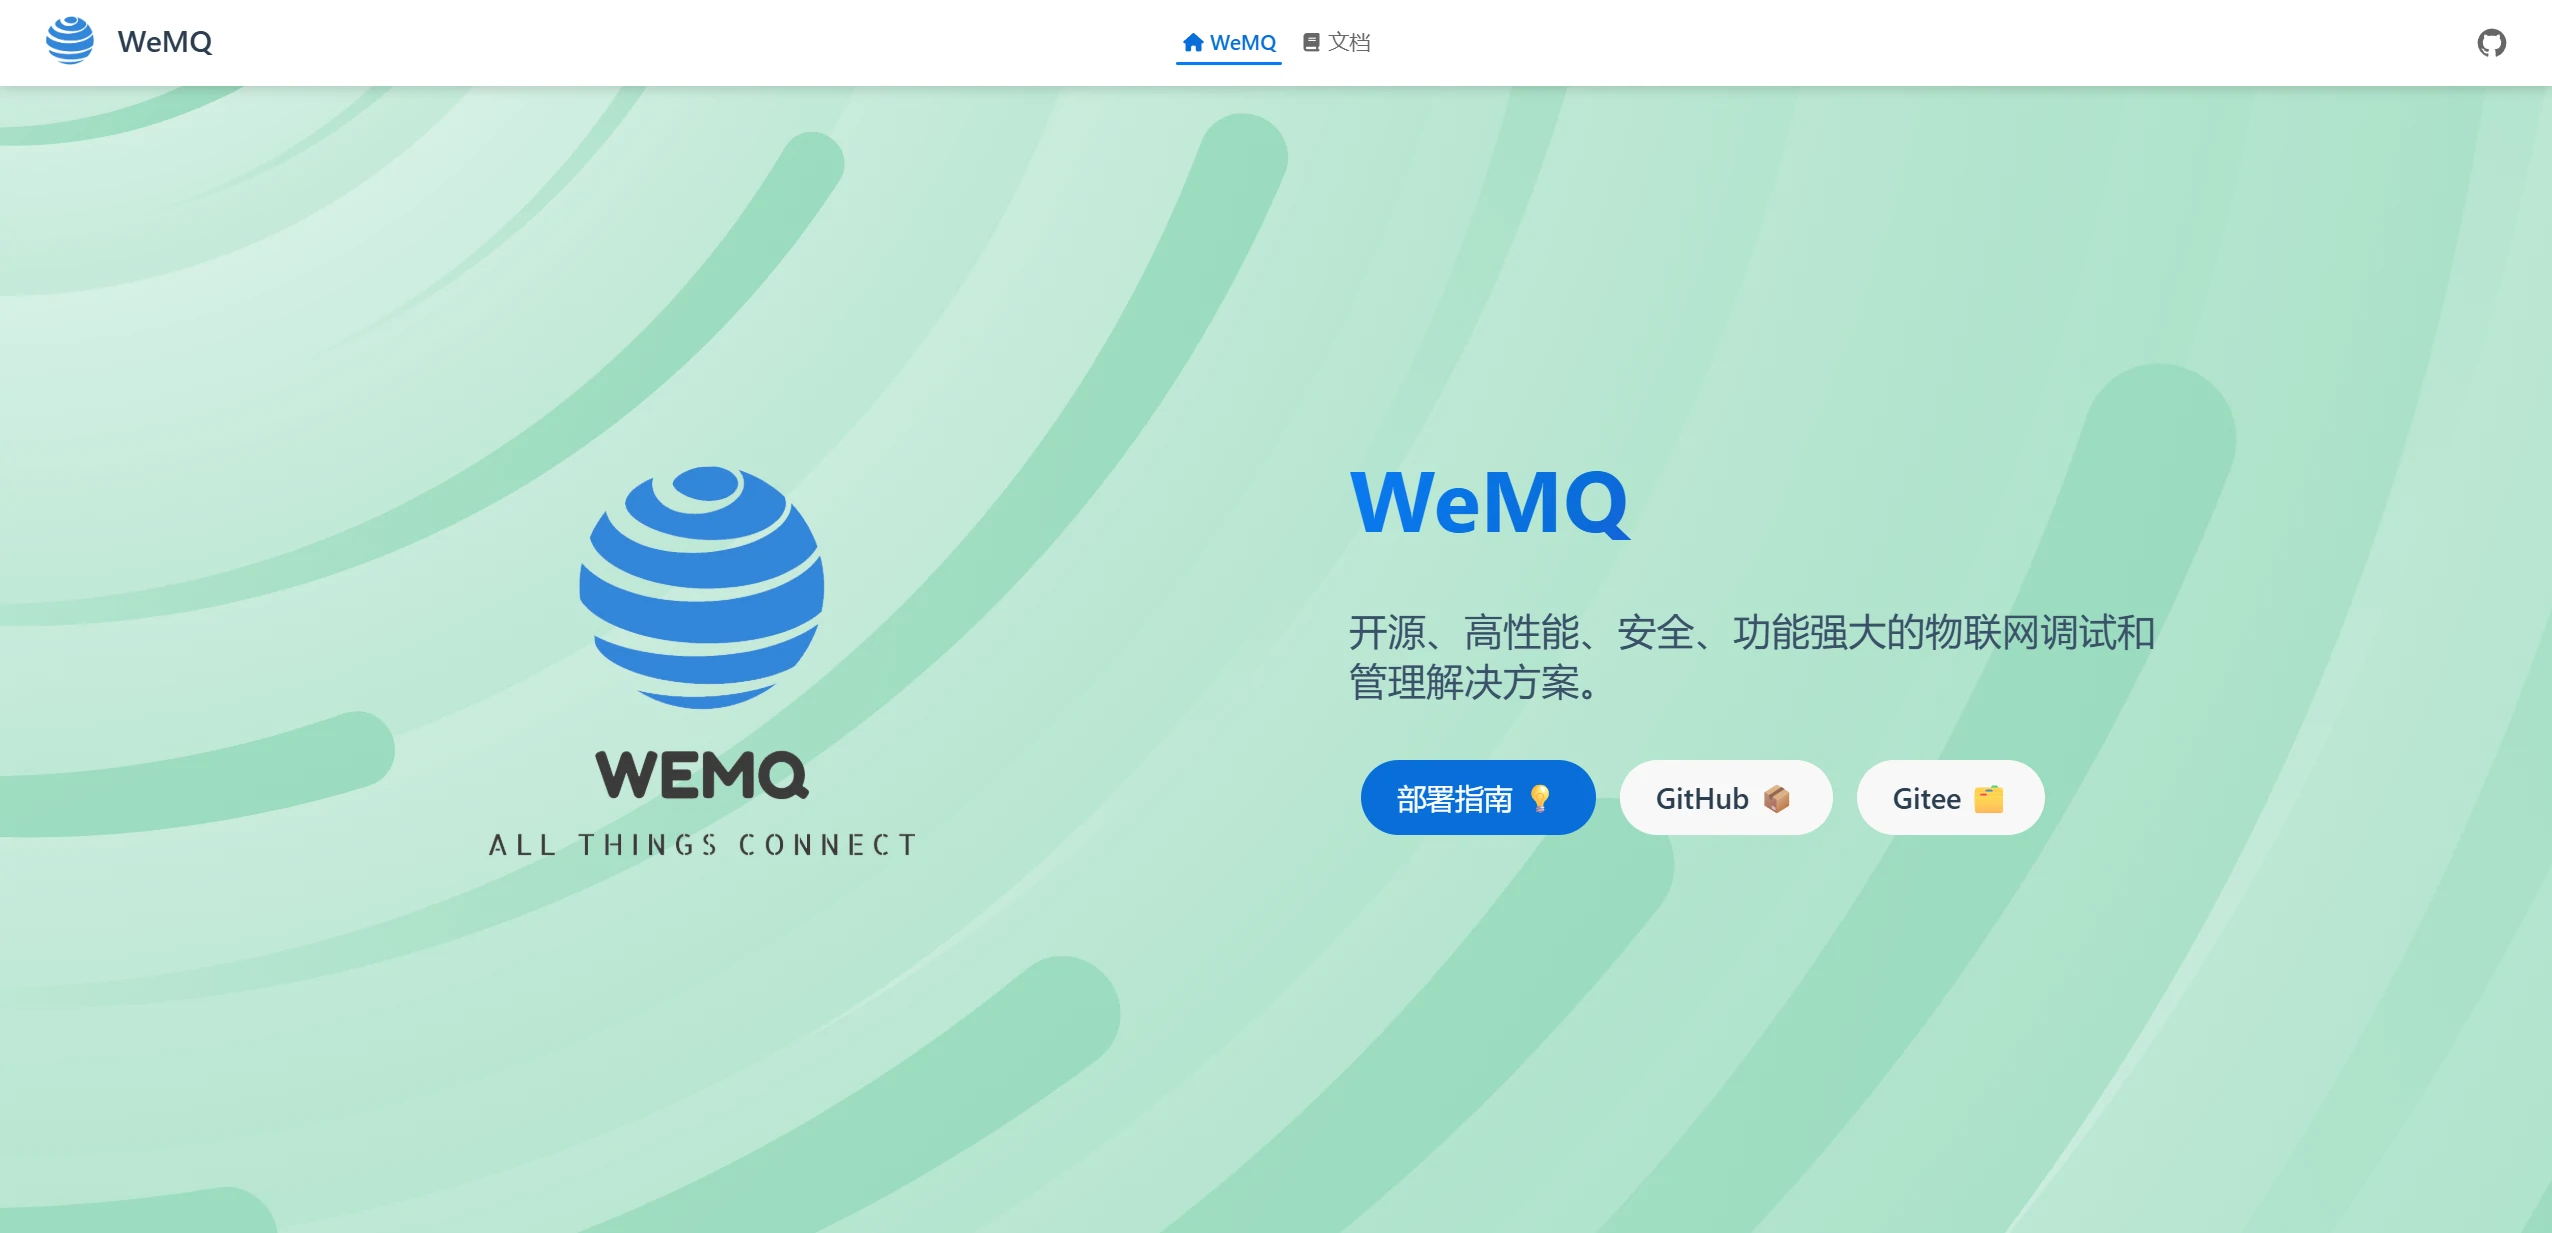 WeMQ
WeMQ 文档
WEMQ
ALL THINGS CONNECT
WeMQ
开源、高性能、安全、功能强大的物联网调试和
管理解决方案。
部署指南 💡 GitHub 📦 Gitee 🗂️